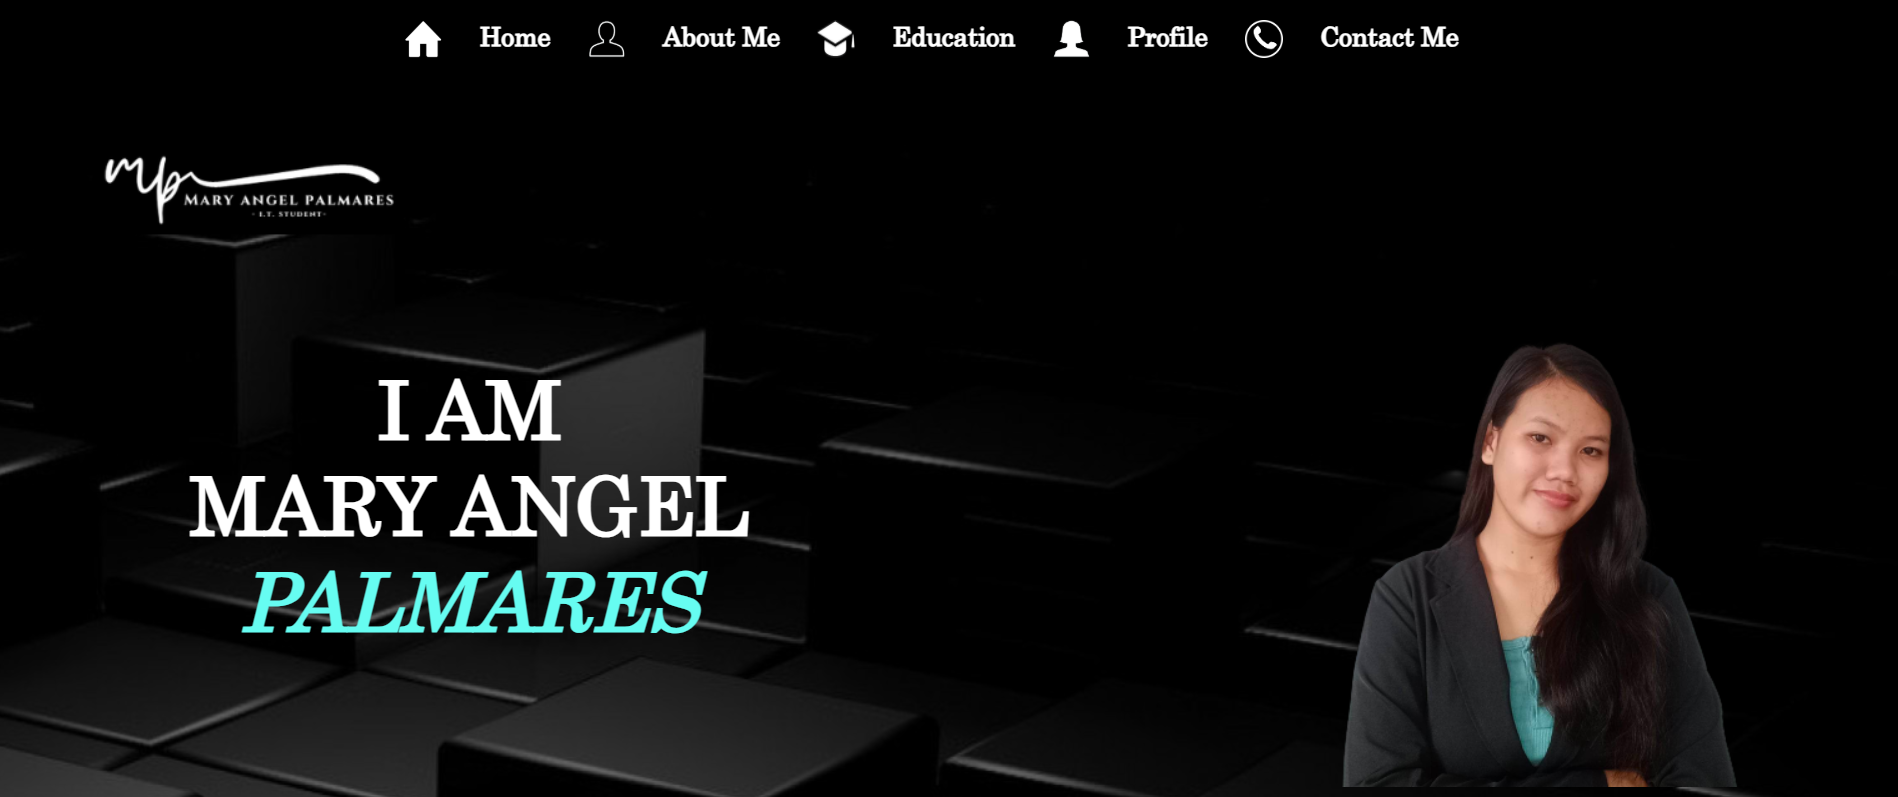 Home About Me Education Profile Contact Me
mp
MARY ANGEL PALMARES
- I.T. STUDENT-
I AM
MARY ANGEL
PALMARES